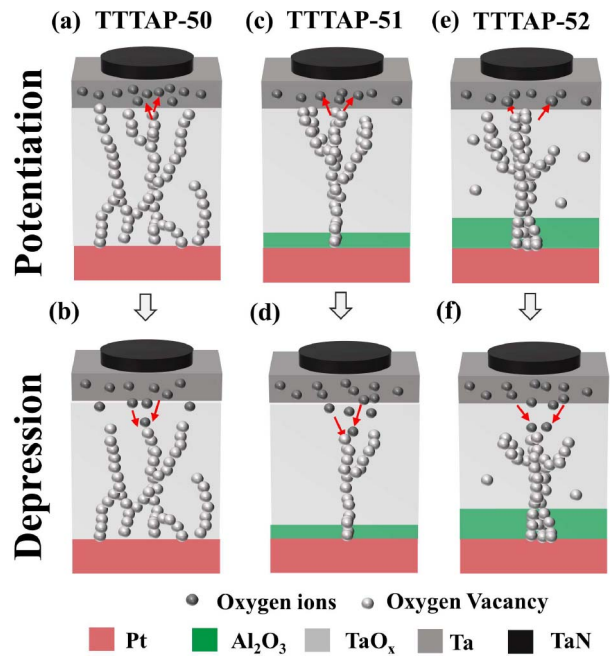 (a) TTTAP-50 (c) TTTAP-51 (e) TTTAP-52
Potentiation
(b) (d) (f)
Depression
Oxygen ions Oxygen Vacancy
Pt Al₂O₃ TaOₓ Ta TaN